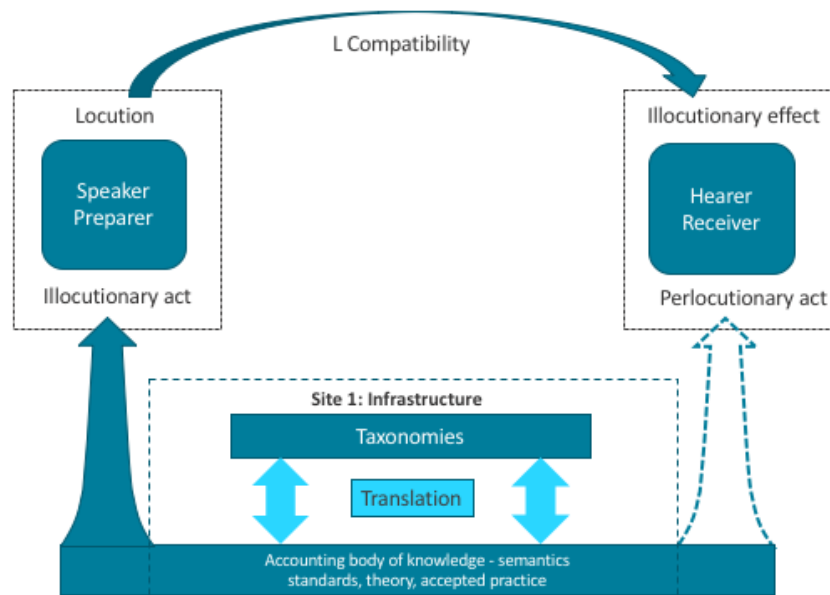 L Compatibility
Locution
Speaker
Preparer
Illocutionary act
Illocutionary effect
Hearer
Receiver
Perlocutionary act
Site 1: Infrastructure
Taxonomies
Translation
Accounting body of knowledge - semantics
standards, theory, accepted practice